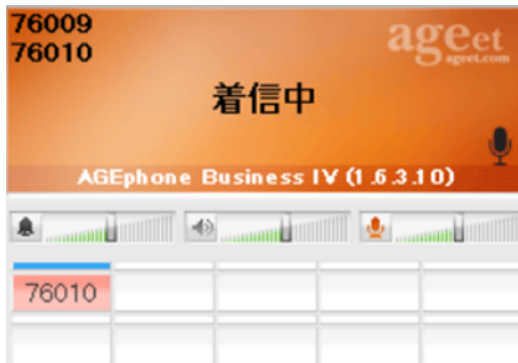 76009
76010
ageet
ageet.com
着信中
AGEphone Business IV (1.6.3.10)
76010